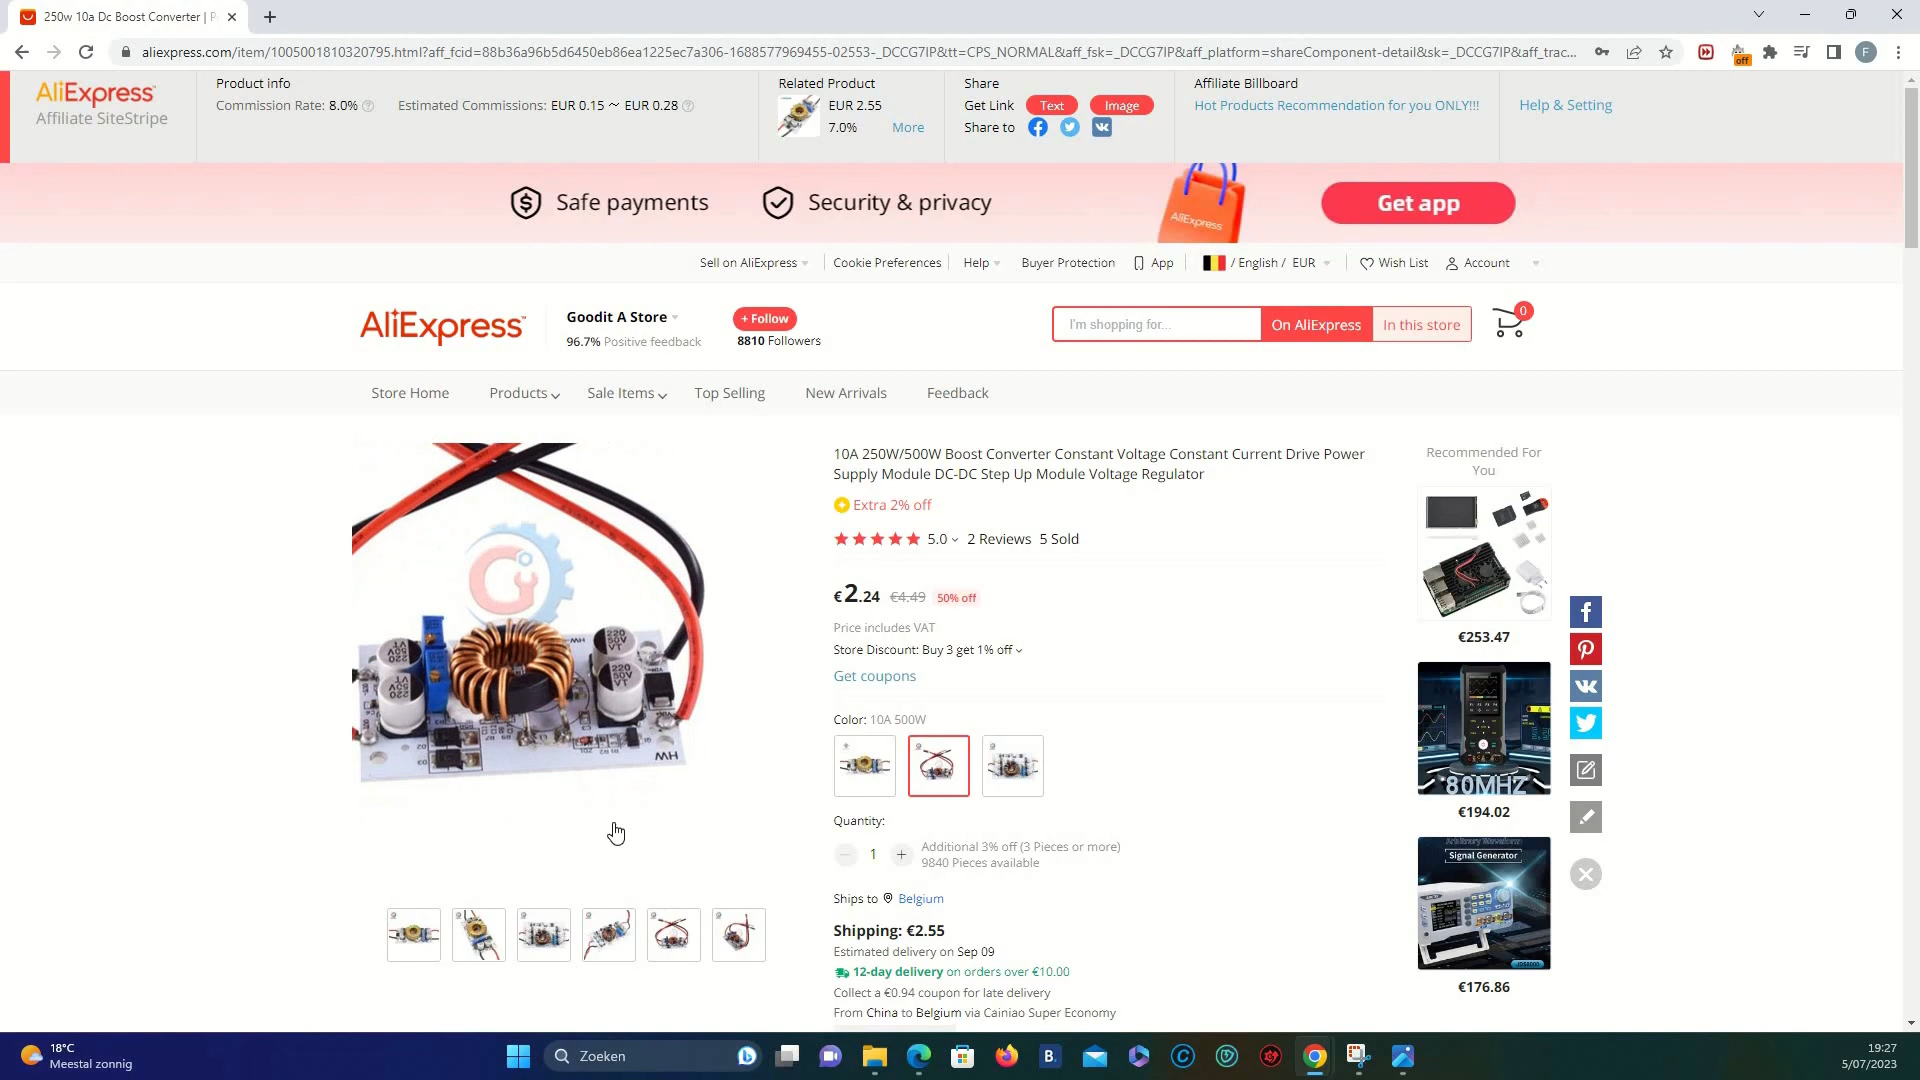 250w 10a Dc Boost Converter | P
aliexpress.com/item/1005001810320795.html?aff_fcid=88b36a96b5d6450eb86ea1225ec7a306-1688577969455-02553-_DCCG7IP&tt=CPS_NORMAL&aff_fsk=_DCCG7IP&aff_platform=shareComponent-detail&sk=_DCCG7IP&aff_trac...
off
F
AliExpress
Affiliate SiteStripe
Product info
Commission Rate: 8.0%
Estimated Commissions: EUR 0.15 ~ EUR 0.28
Related Product
EUR 2.55
7.0%
More
Share
Get Link Text Image
Share to
Affiliate Billboard
Hot Products Recommendation for you ONLY!!!
Help & Setting
Safe payments
Security & privacy
AliExpress
Get app
Sell on AliExpress
Cookie Preferences
Help
Buyer Protection
App
/ English / EUR
Wish List
Account
AliExpress
Goodit A Store
96.7% Positive feedback
+ Follow
8810 Followers
I'm shopping for...
On AliExpress
In this store
0
Store Home
Products
Sale Items
Top Selling
New Arrivals
Feedback
220
50V
VT
220
50V
VT
HW
10A 250W/500W Boost Converter Constant Voltage Constant Current Drive Power
Supply Module DC-DC Step Up Module Voltage Regulator
Extra 2% off
5.0 2 Reviews 5 Sold
€2.24 €4.49 50% off
Price includes VAT
Store Discount: Buy 3 get 1% off
Get coupons
Color: 10A 500W
Quantity:
1
Additional 3% off (3 Pieces or more)
9840 Pieces available
Ships to Belgium
Shipping: €2.55
Estimated delivery on Sep 09
12-day delivery on orders over €10.00
Collect a €0.94 coupon for late delivery
From China to Belgium via Cainiao Super Economy
Recommended For
You
€253.47
80MHZ
€194.02
Arbitrary Waveform
Signal Generator
€176.86
18°C
Meestal zonnig
Zoeken
B.
19:27
5/07/2023